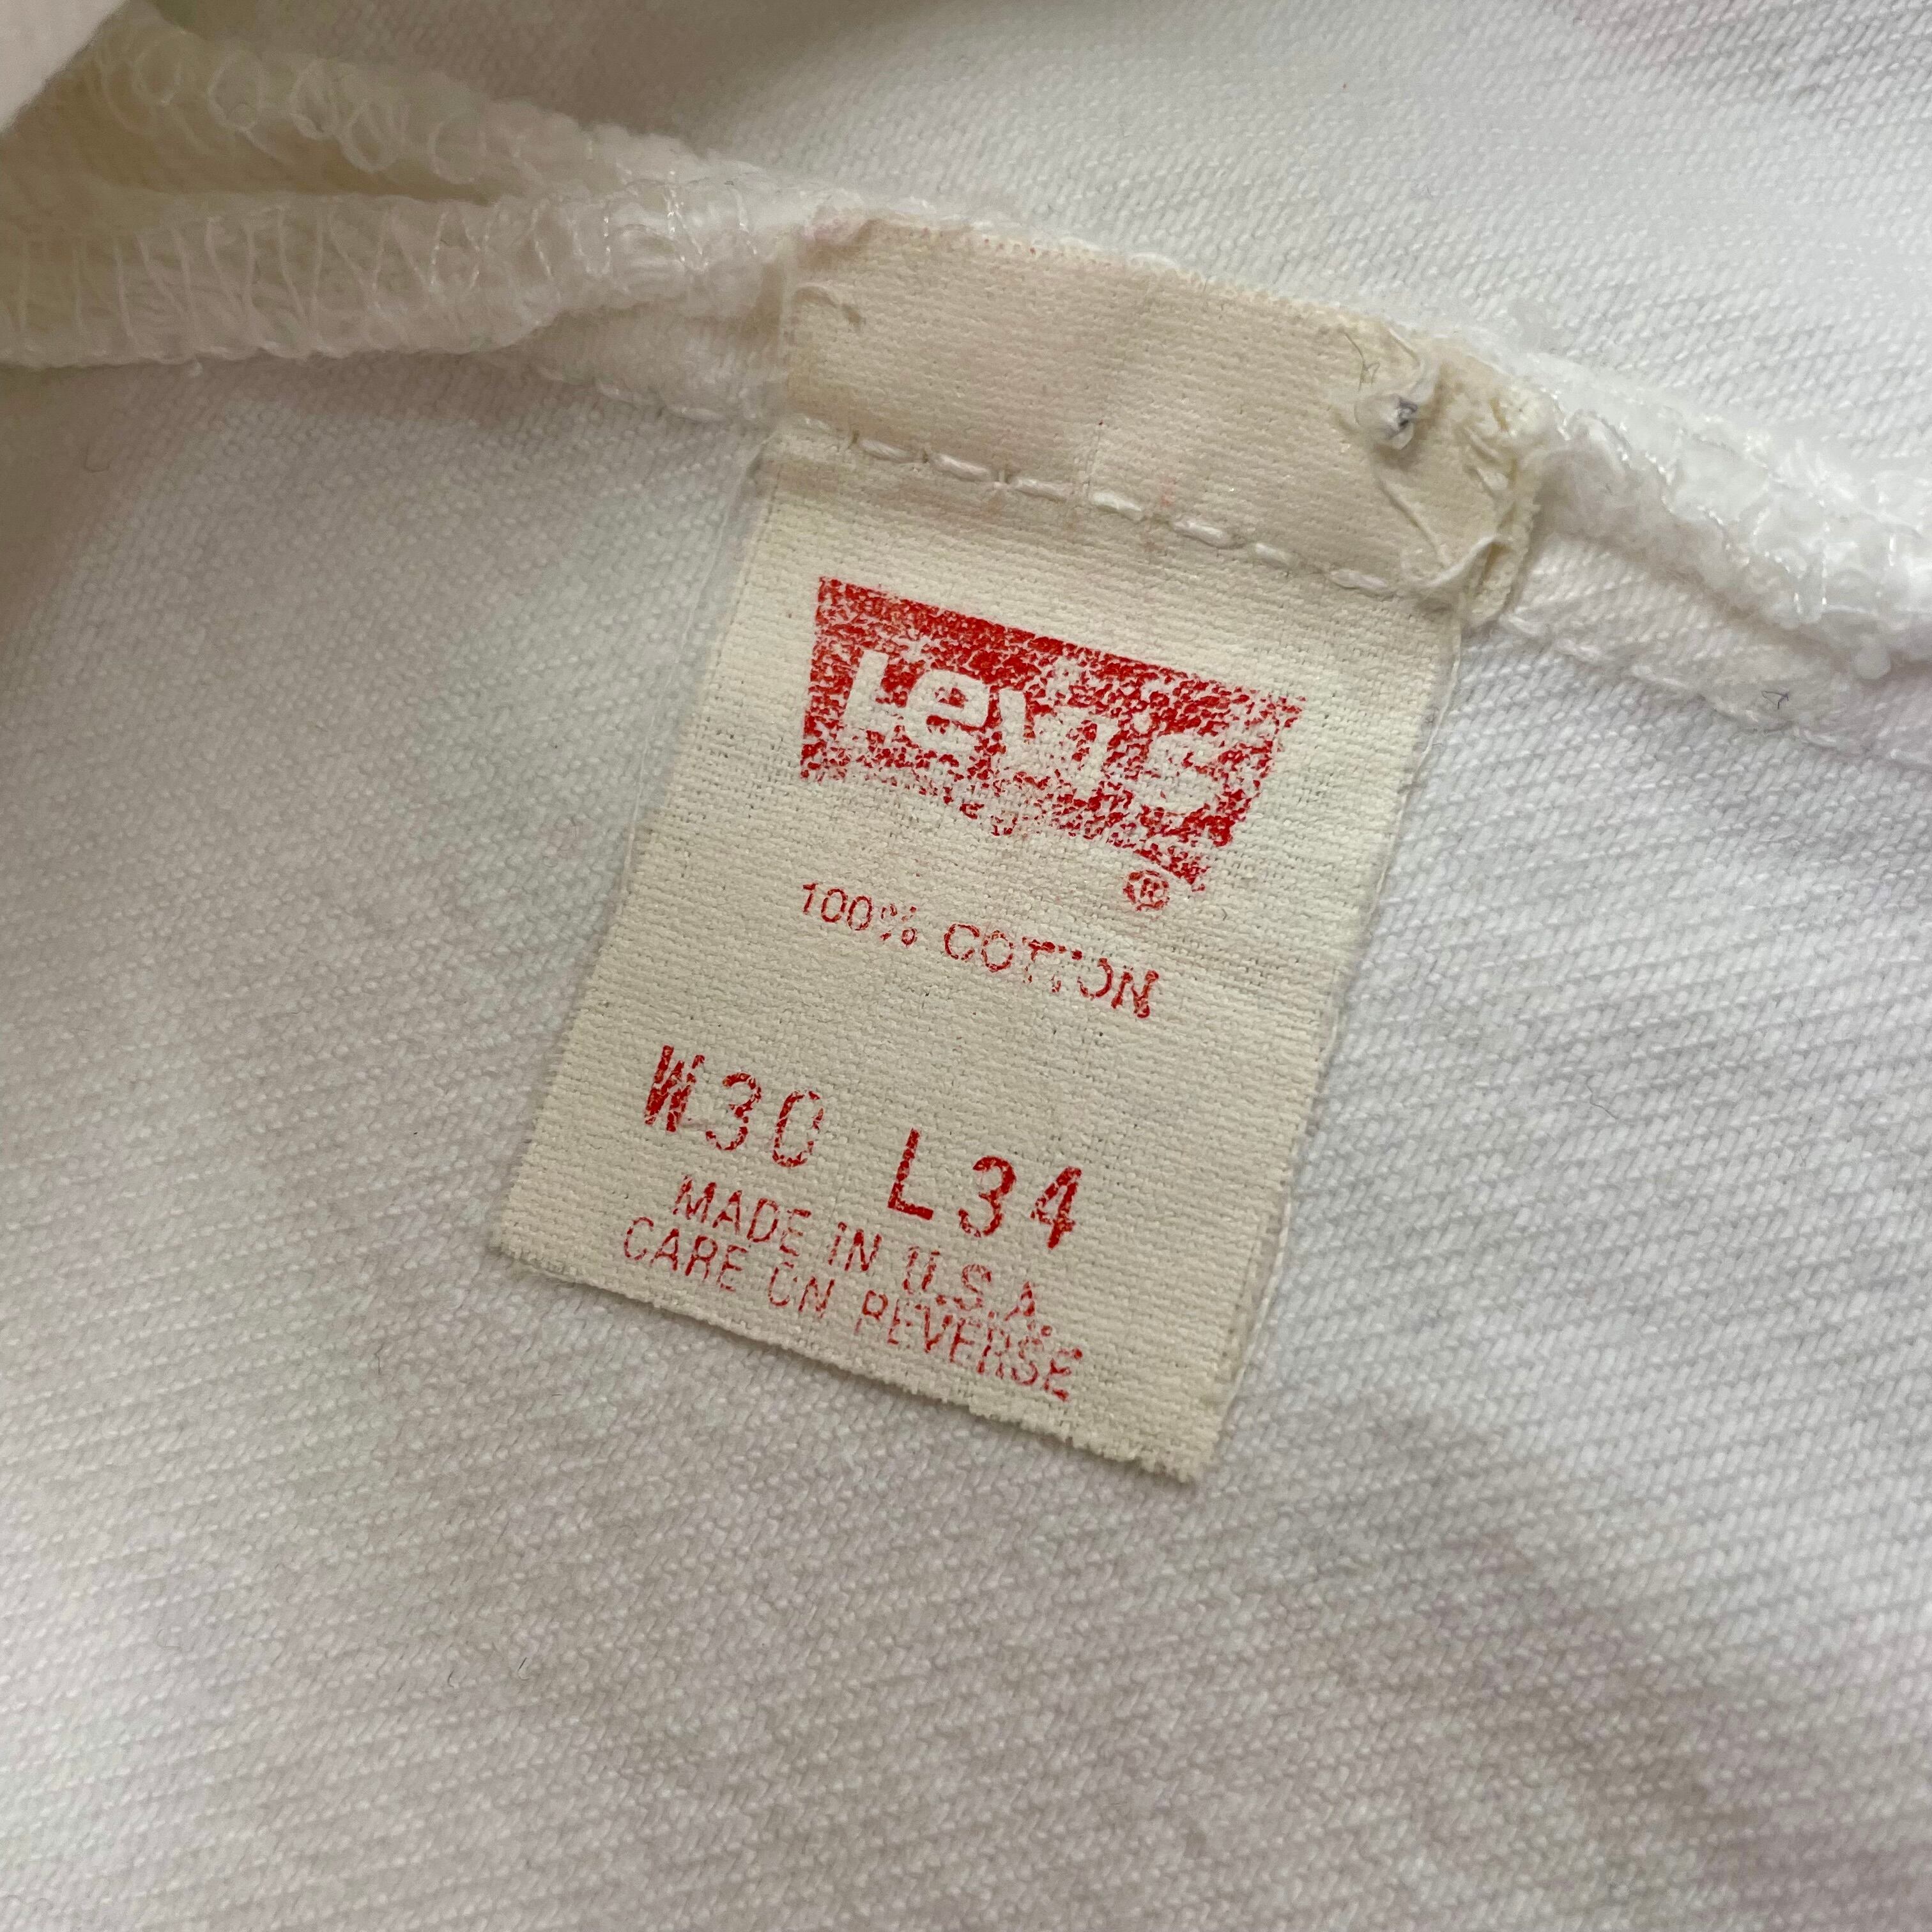 Levi's
®
100% COTTON
W30 L34
MADE IN U.S.A.
CARE ON REVERSE